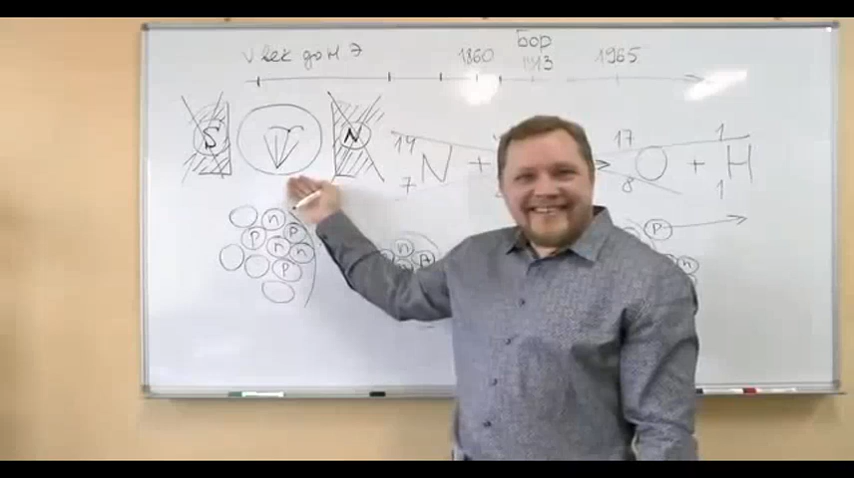 V век до н э 1860 Бор 1913 1965
S N
14 7 N + 17 8 O + 1 1 H
n p p n n p
n p n